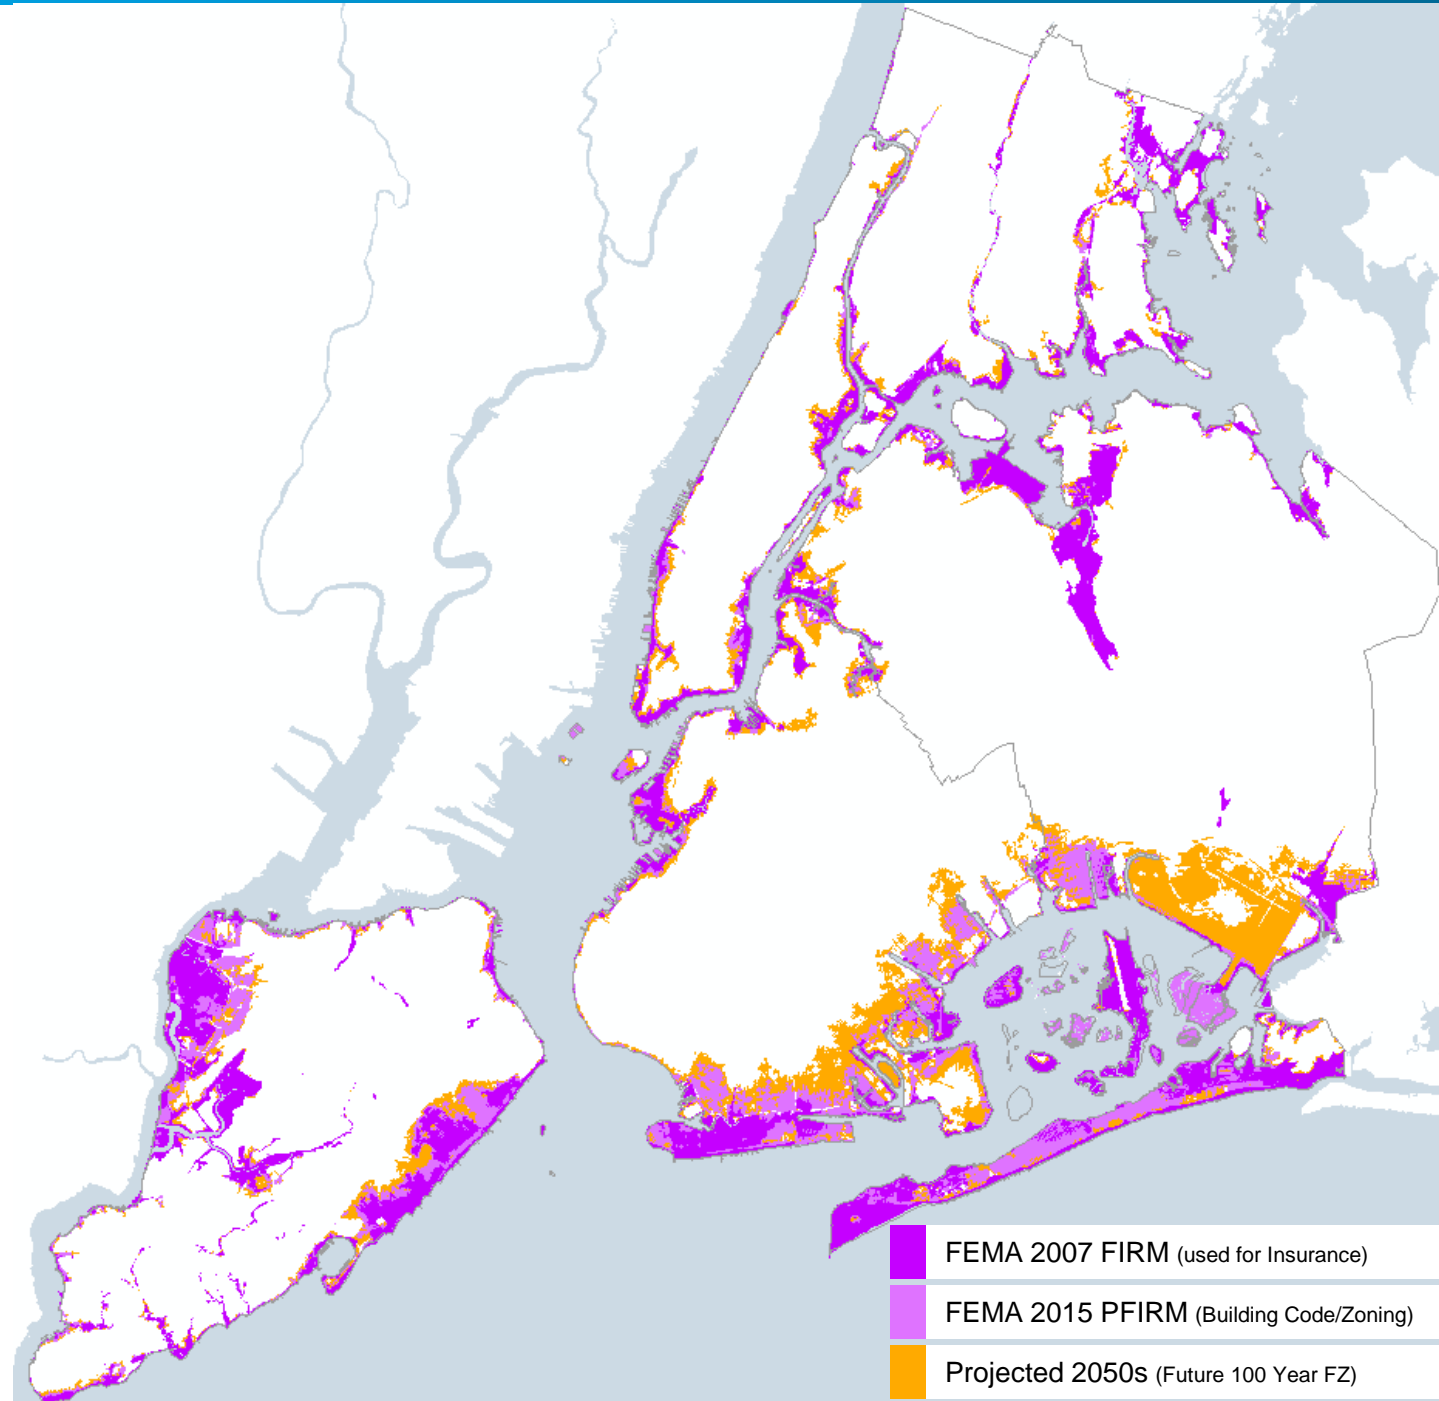 FEMA 2007 FIRM (used for Insurance)
FEMA 2015 PFIRM (Building Code/Zoning)
Projected 2050s (Future 100 Year FZ)